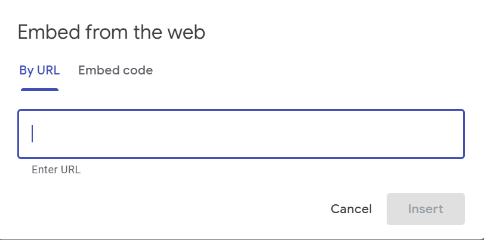 Embed from the web
By URL Embed code
Enter URL
Cancel Insert